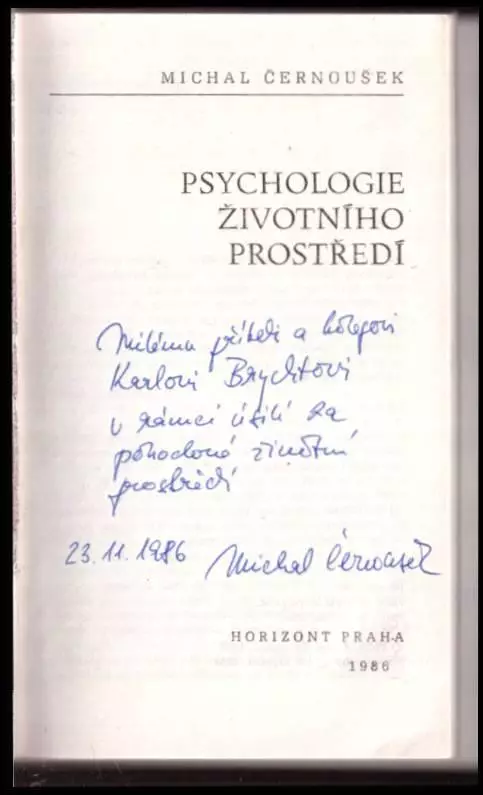 MICHAL ČERNOUŠEK
PSYCHOLOGIE
ŽIVOTNÍHO
PROSTŘEDÍ
Milému příteli a kolegovi
Karlovi Brychtovi
v rámci úsilí za
pohodové životní
prostředí
23.11.1986 Michal Černoušek
HORIZONT PRAHA
1986